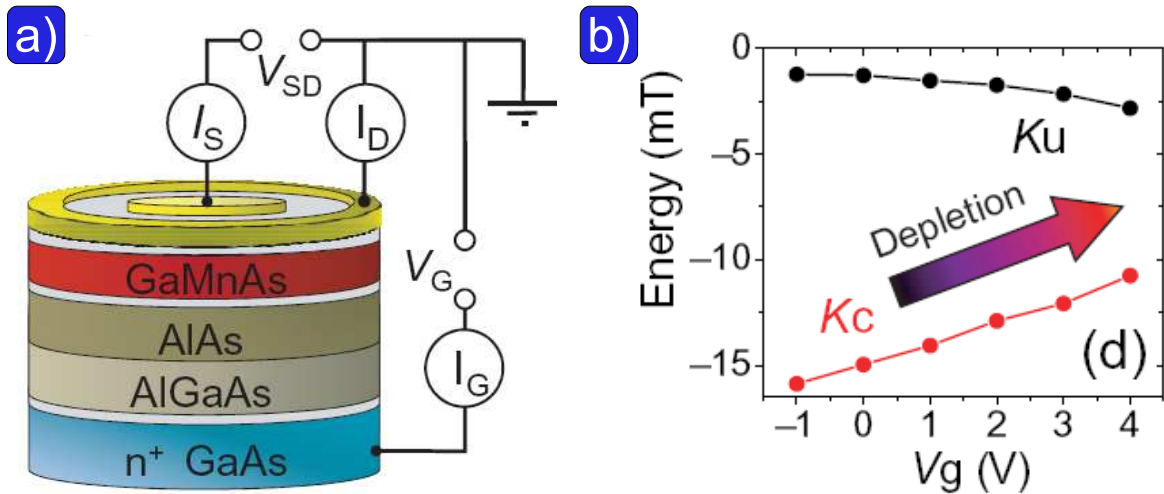 a)
V_SD
I_S
I_D
V_G
I_G
GaMnAs
AlAs
AlGaAs
n⁺ GaAs
b)
Energy (mT)
0
–5
–10
–15
Ku
Depletion
Kc
(d)
–1 0 1 2 3 4
Vg (V)